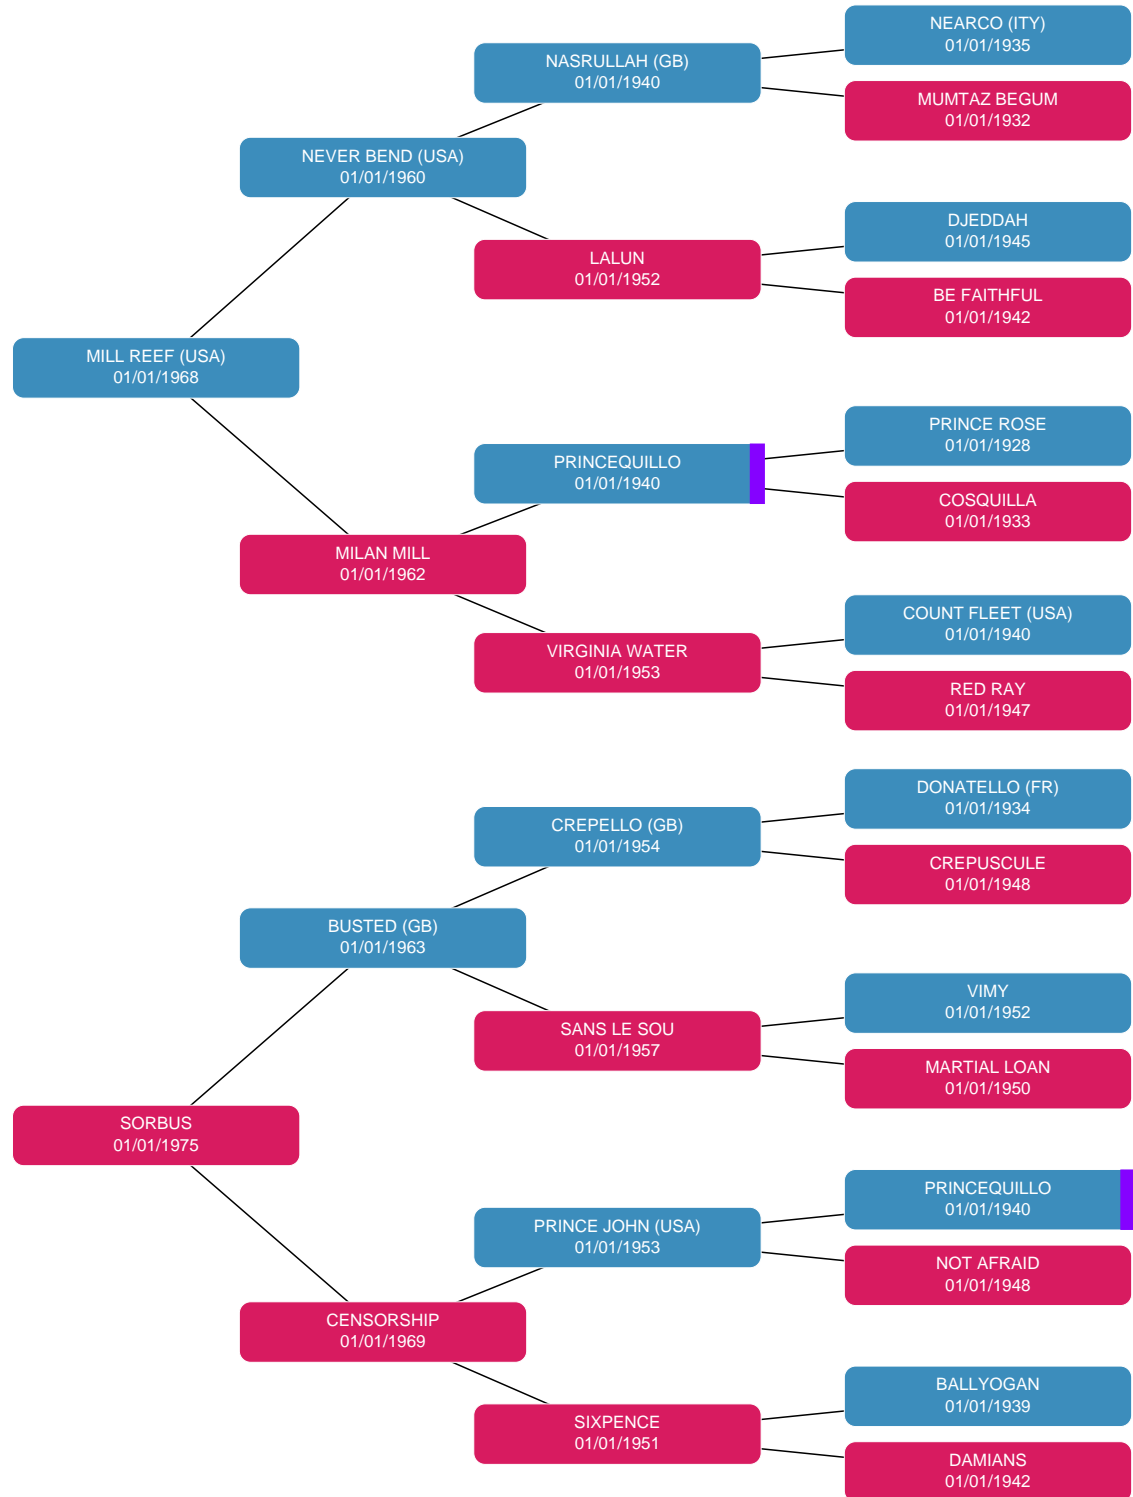 NEARCO (ITY)
01/01/1935
NASRULLAH (GB)
01/01/1940
MUMTAZ BEGUM
01/01/1932
NEVER BEND (USA)
01/01/1960
DJEDDAH
01/01/1945
LALUN
01/01/1952
BE FAITHFUL
01/01/1942
MILL REEF (USA)
01/01/1968
PRINCE ROSE
01/01/1928
PRINCEQUILLO
01/01/1940
COSQUILLA
01/01/1933
MILAN MILL
01/01/1962
COUNT FLEET (USA)
01/01/1940
VIRGINIA WATER
01/01/1953
RED RAY
01/01/1947
DONATELLO (FR)
01/01/1934
CREPELLO (GB)
01/01/1954
CREPUSCULE
01/01/1948
BUSTED (GB)
01/01/1963
VIMY
01/01/1952
SANS LE SOU
01/01/1957
MARTIAL LOAN
01/01/1950
SORBUS
01/01/1975
PRINCEQUILLO
01/01/1940
PRINCE JOHN (USA)
01/01/1953
NOT AFRAID
01/01/1948
CENSORSHIP
01/01/1969
BALLYOGAN
01/01/1939
SIXPENCE
01/01/1951
DAMIANS
01/01/1942